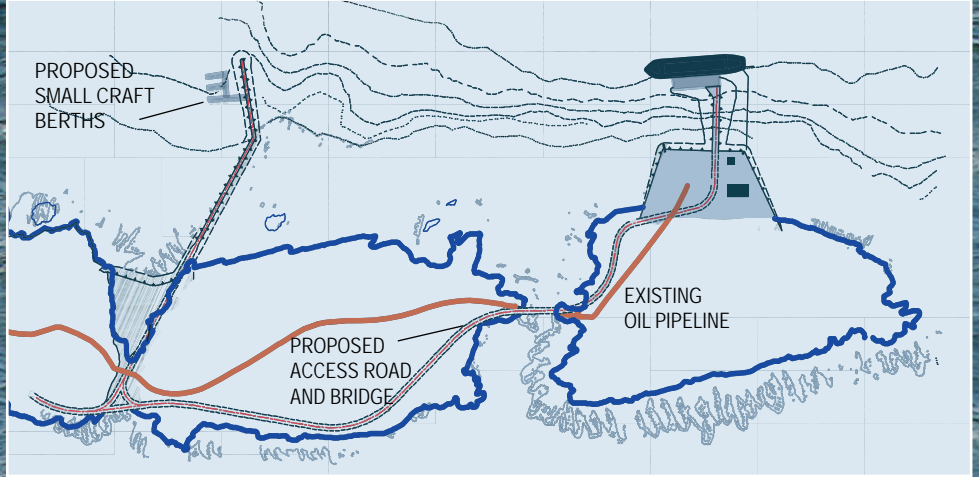 PROPOSED
SMALL CRAFT
BERTHS
EXISTING
OIL PIPELINE
PROPOSED
ACCESS ROAD
AND BRIDGE